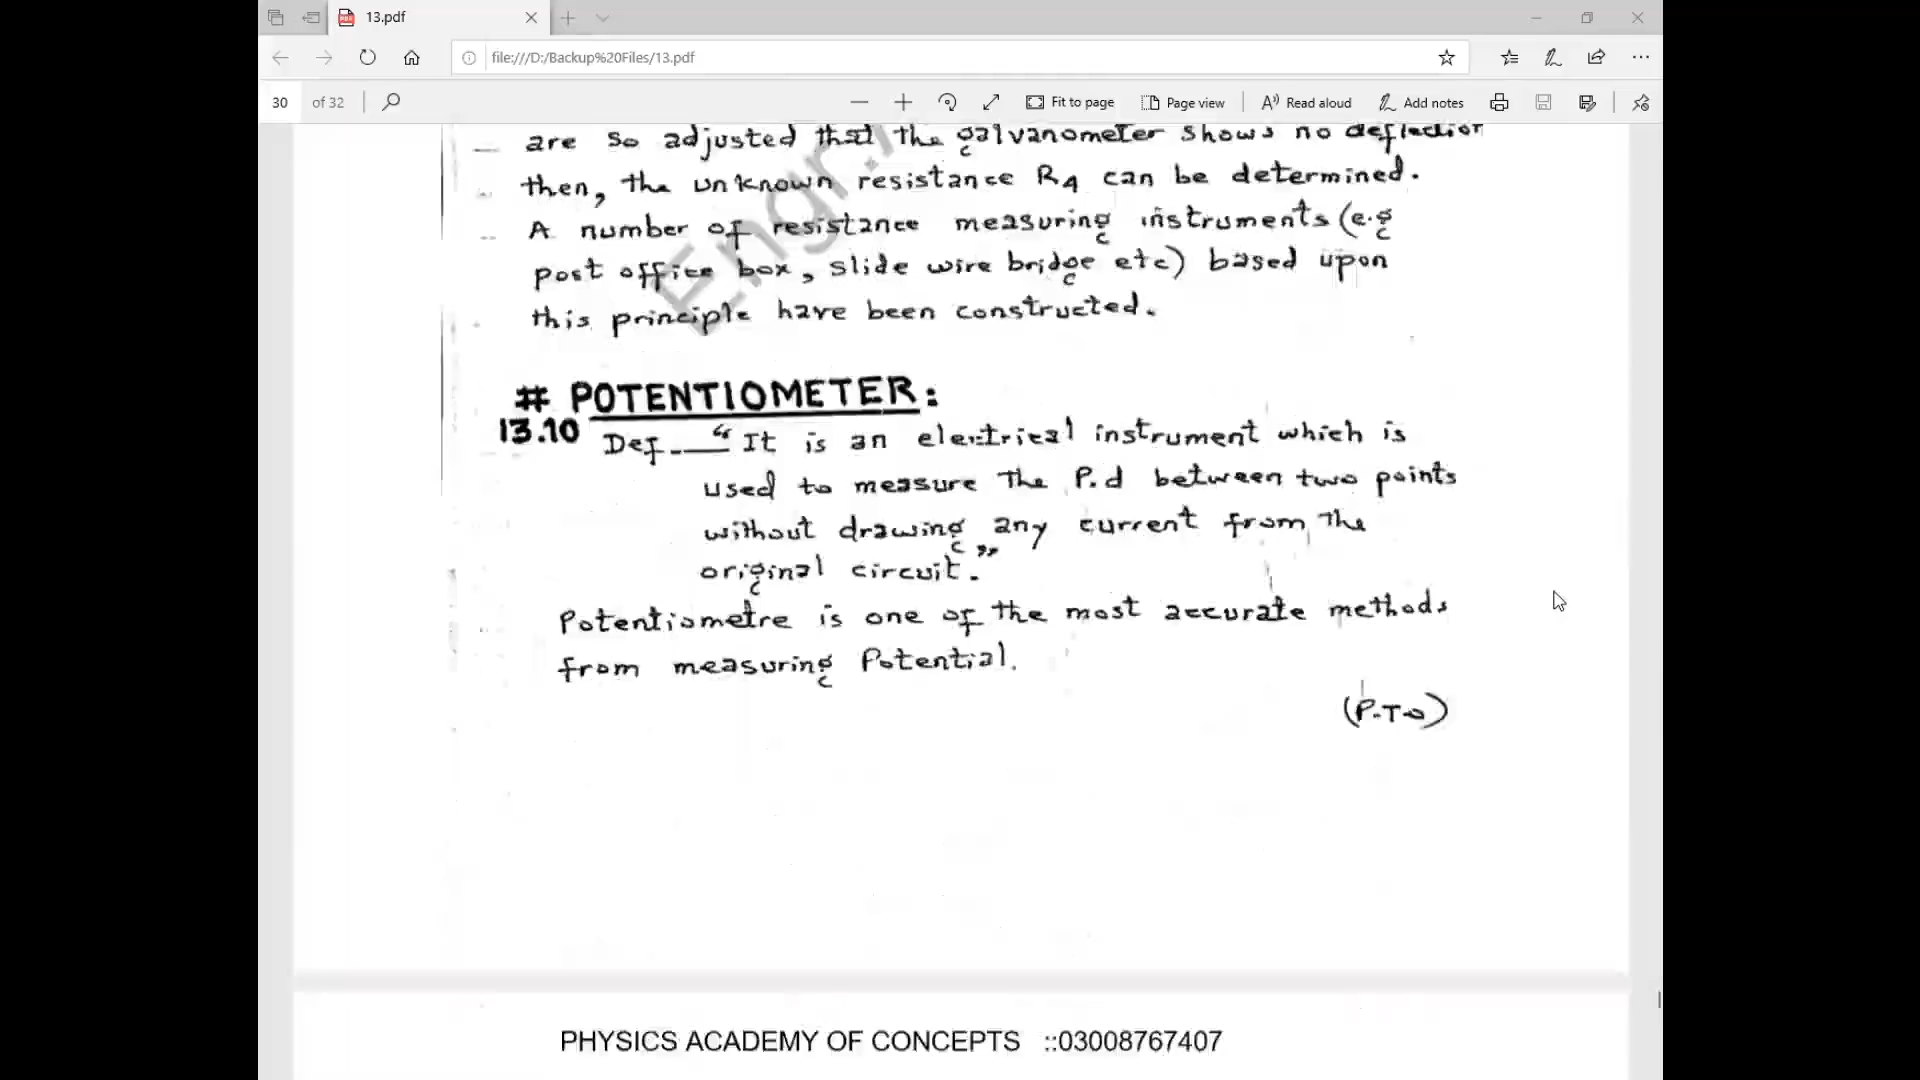 13.pdf
file:///D:/Backup%20Files/13.pdf
30 of 32 Fit to page Page view Read aloud Add notes
are so adjusted that the galvanometer shows no deflection
then, the unknown resistance R4 can be determined.
A number of resistance measuring instruments (e.g
post office box, slide wire bridge etc) based upon
this principle have been constructed.
Engr.
# POTENTIOMETER:
13.10 Def.— "It is an electrical instrument which is
used to measure the P.d between two points
without drawing any current from the
original circuit."
Potentiometre is one of the most accurate methods
from measuring Potential.
(P.T.O)
PHYSICS ACADEMY OF CONCEPTS ::03008767407